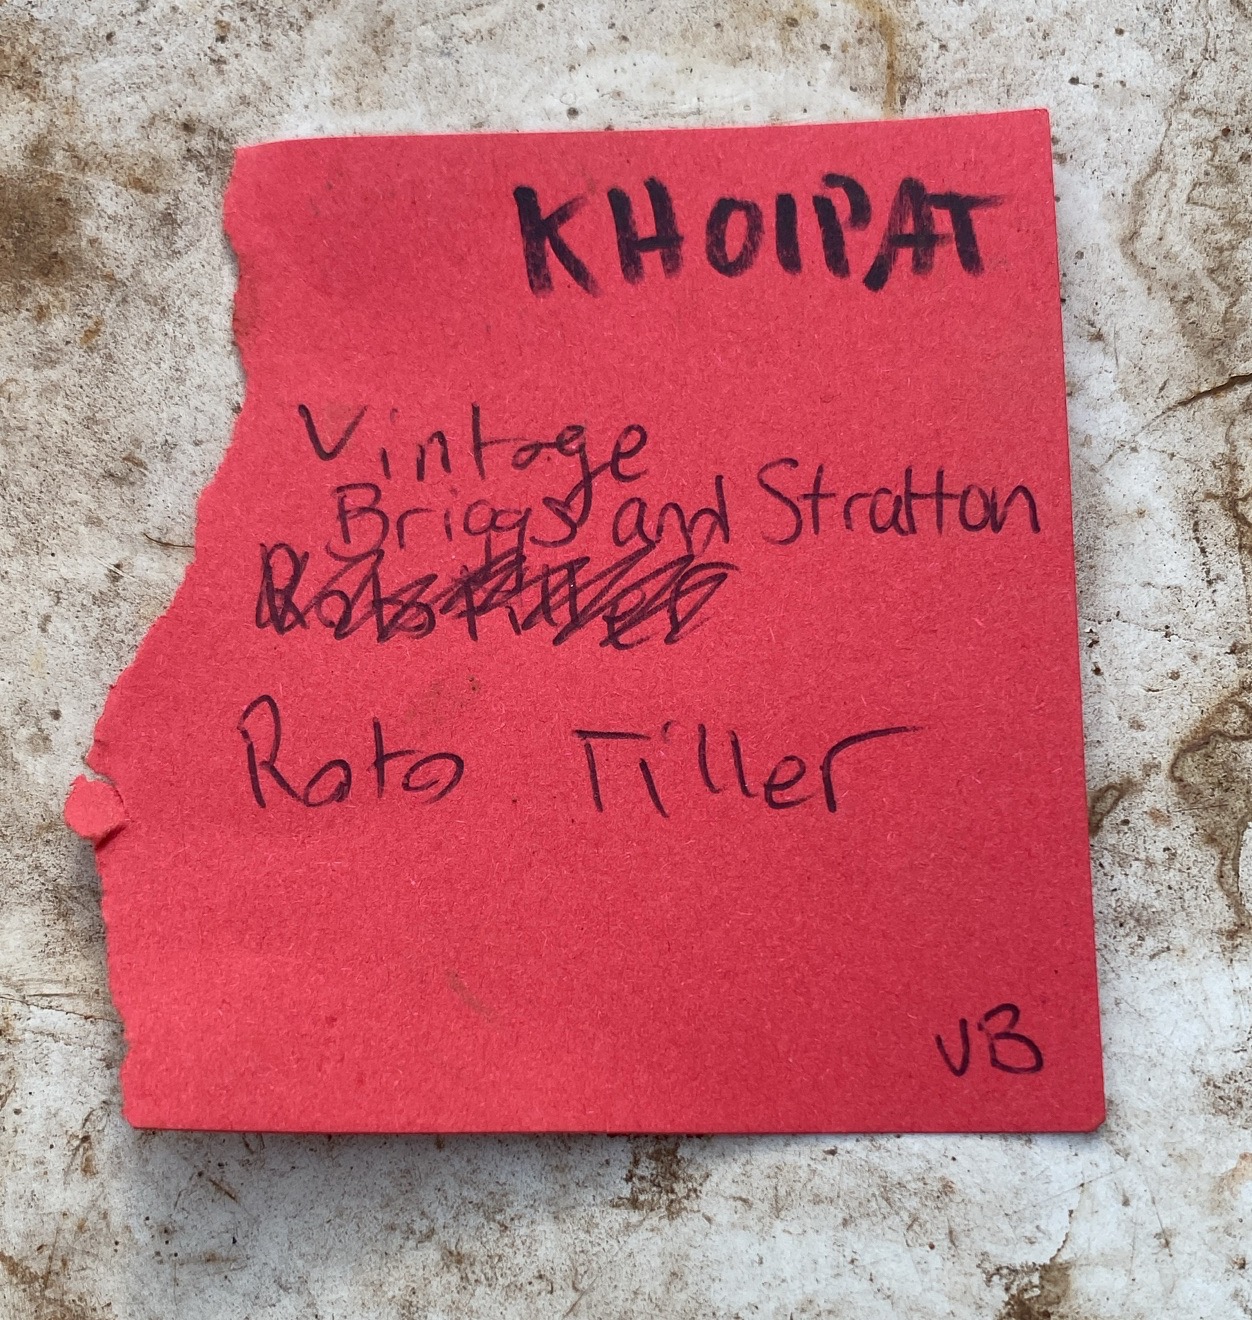 KHOIPAT
Vintage
Briggs and Stratton
Roto Tiller
VB